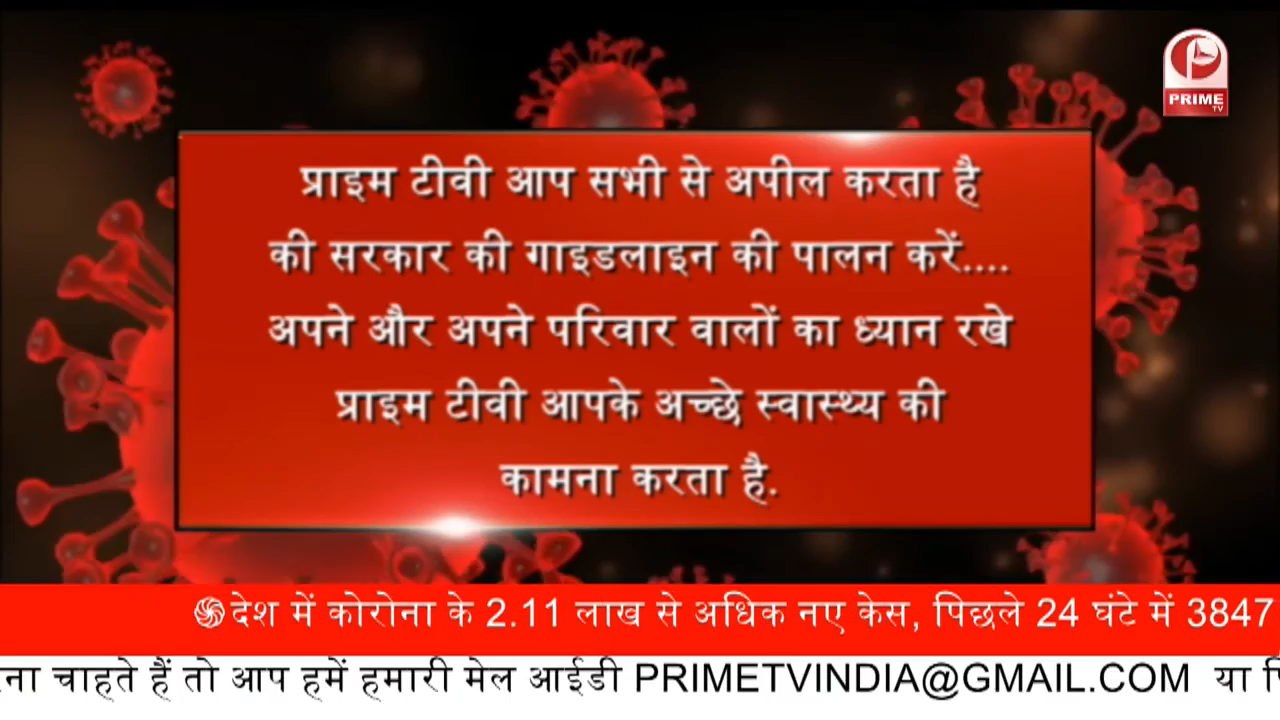 PRIME
TV
प्राइम टीवी आप सभी से अपील करता है
की सरकार की गाइडलाइन की पालन करें....
अपने और अपने परिवार वालों का ध्यान रखे
प्राइम टीवी आपके अच्छे स्वास्थ्य की
कामना करता है.
देश में कोरोना के 2.11 लाख से अधिक नए केस, पिछले 24 घंटे में 3847
चाहते हैं तो आप हमें हमारी मेल आईडी PRIMETVINDIA@GMAIL.COM या